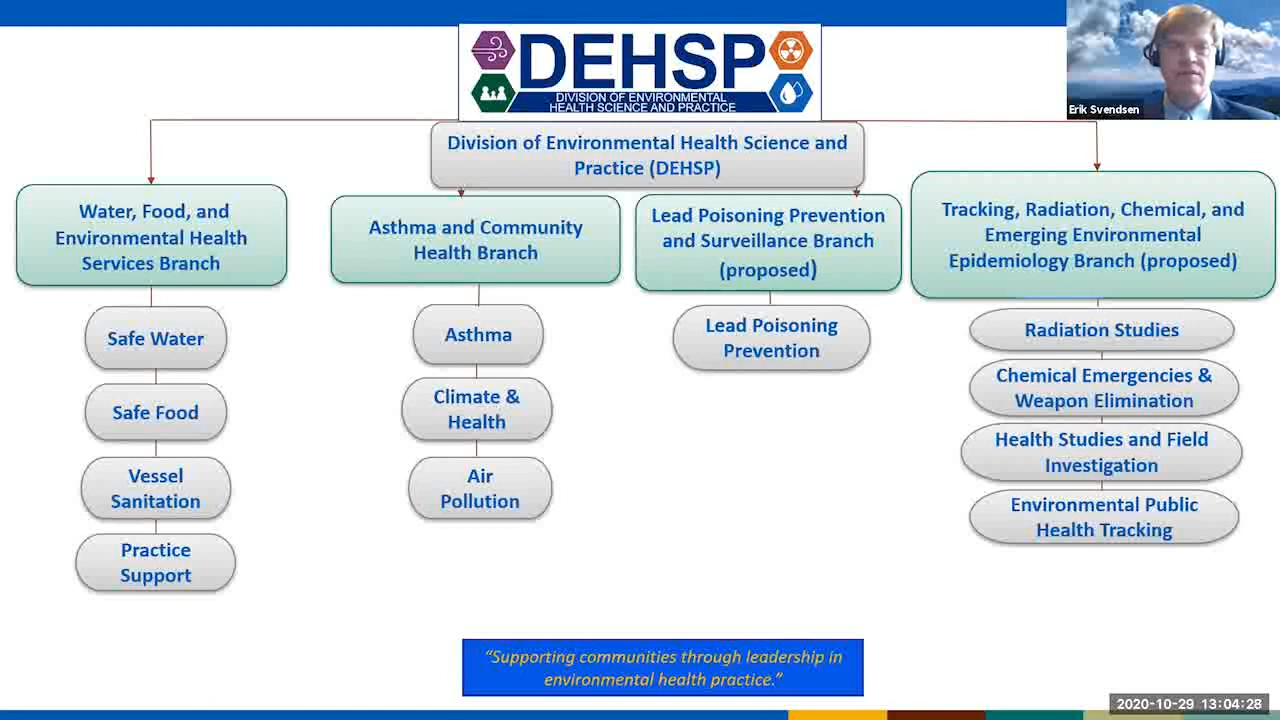 DEHSP
DIVISION OF ENVIRONMENTAL
HEALTH SCIENCE AND PRACTICE
Erik Svendsen
Division of Environmental Health Science and
Practice (DEHSP)
Water, Food, and
Environmental Health
Services Branch
Safe Water
Safe Food
Vessel
Sanitation
Practice
Support
Asthma and Community
Health Branch
Asthma
Climate &
Health
Air
Pollution
Lead Poisoning Prevention
and Surveillance Branch
(proposed)
Lead Poisoning
Prevention
Tracking, Radiation, Chemical, and
Emerging Environmental
Epidemiology Branch (proposed)
Radiation Studies
Chemical Emergencies &
Weapon Elimination
Health Studies and Field
Investigation
Environmental Public
Health Tracking
“Supporting communities through leadership in
environmental health practice.”
2020-10-29 13:04:28